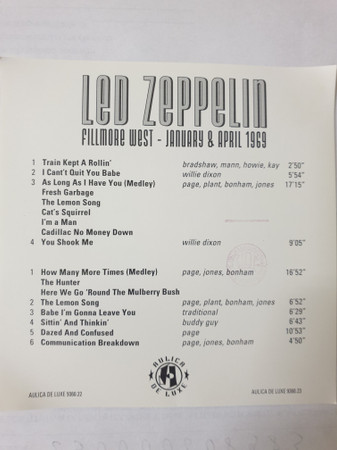 LED ZEPPELIN
FILLMORE WEST - JANUARY & APRIL 1969
1 Train Kept A Rollin' bradshaw, mann, howie, kay 2'50"
2 I Can't Quit You Babe willie dixon 5'54"
3 As Long As I Have You (Medley) page, plant, bonham, jones 17'15"
Fresh Garbage
The Lemon Song
Cat's Squirrel
I'm a Man
Cadillac No Money Down
4 You Shook Me willie dixon 9'05"
1 How Many More Times (Medley) page, jones, bonham 16'52"
The Hunter
Here We Go 'Round The Mulberry Bush
2 The Lemon Song page, plant, bonham, jones 6'52"
3 Babe I'm Gonna Leave You traditional 6'29"
4 Sittin' And Thinkin' buddy guy 6'43"
5 Dazed And Confused page 10'53"
6 Communication Breakdown page, jones, bonham 4'50"
AULICA
DE LUXE
AULICA DE LUXE
AULICA DE LUXE